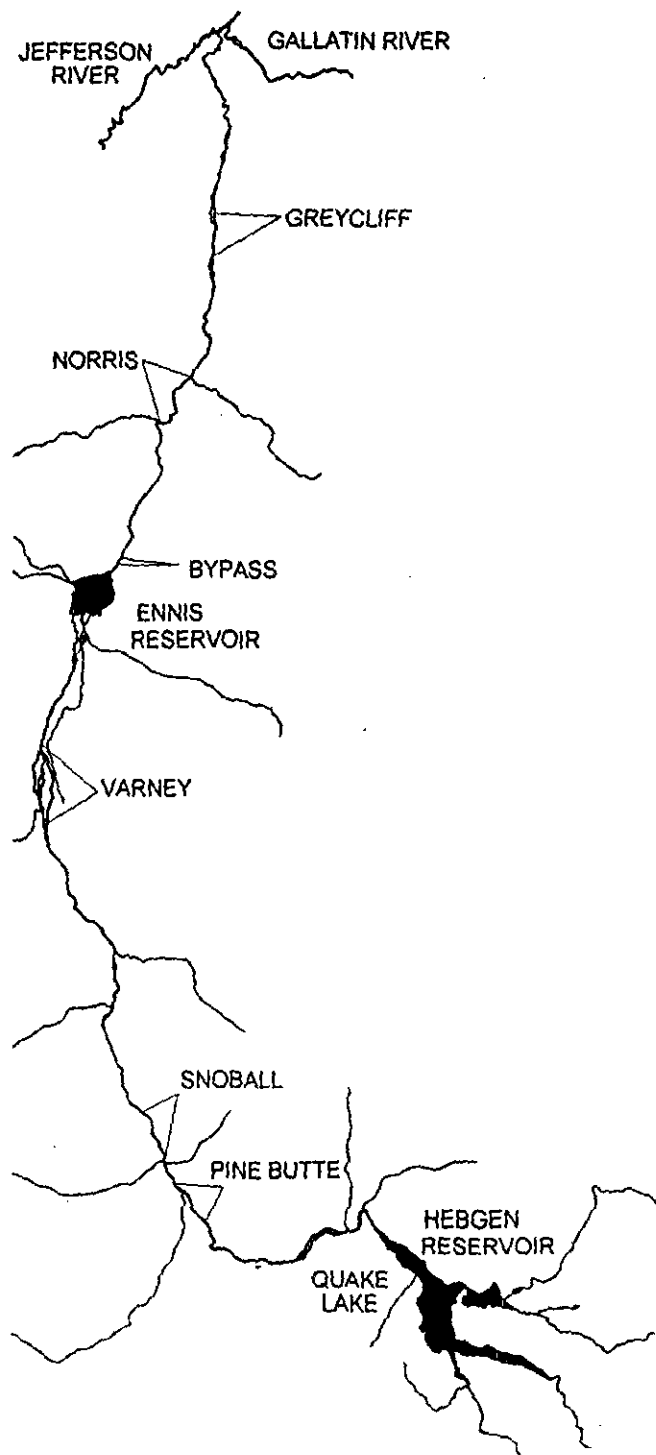 JEFFERSON
RIVER
GALLATIN RIVER
GREYCLIFF
NORRIS
BYPASS
ENNIS
RESERVOIR
VARNEY
SNOBALL
PINE BUTTE
HEBGEN
RESERVOIR
QUAKE
LAKE